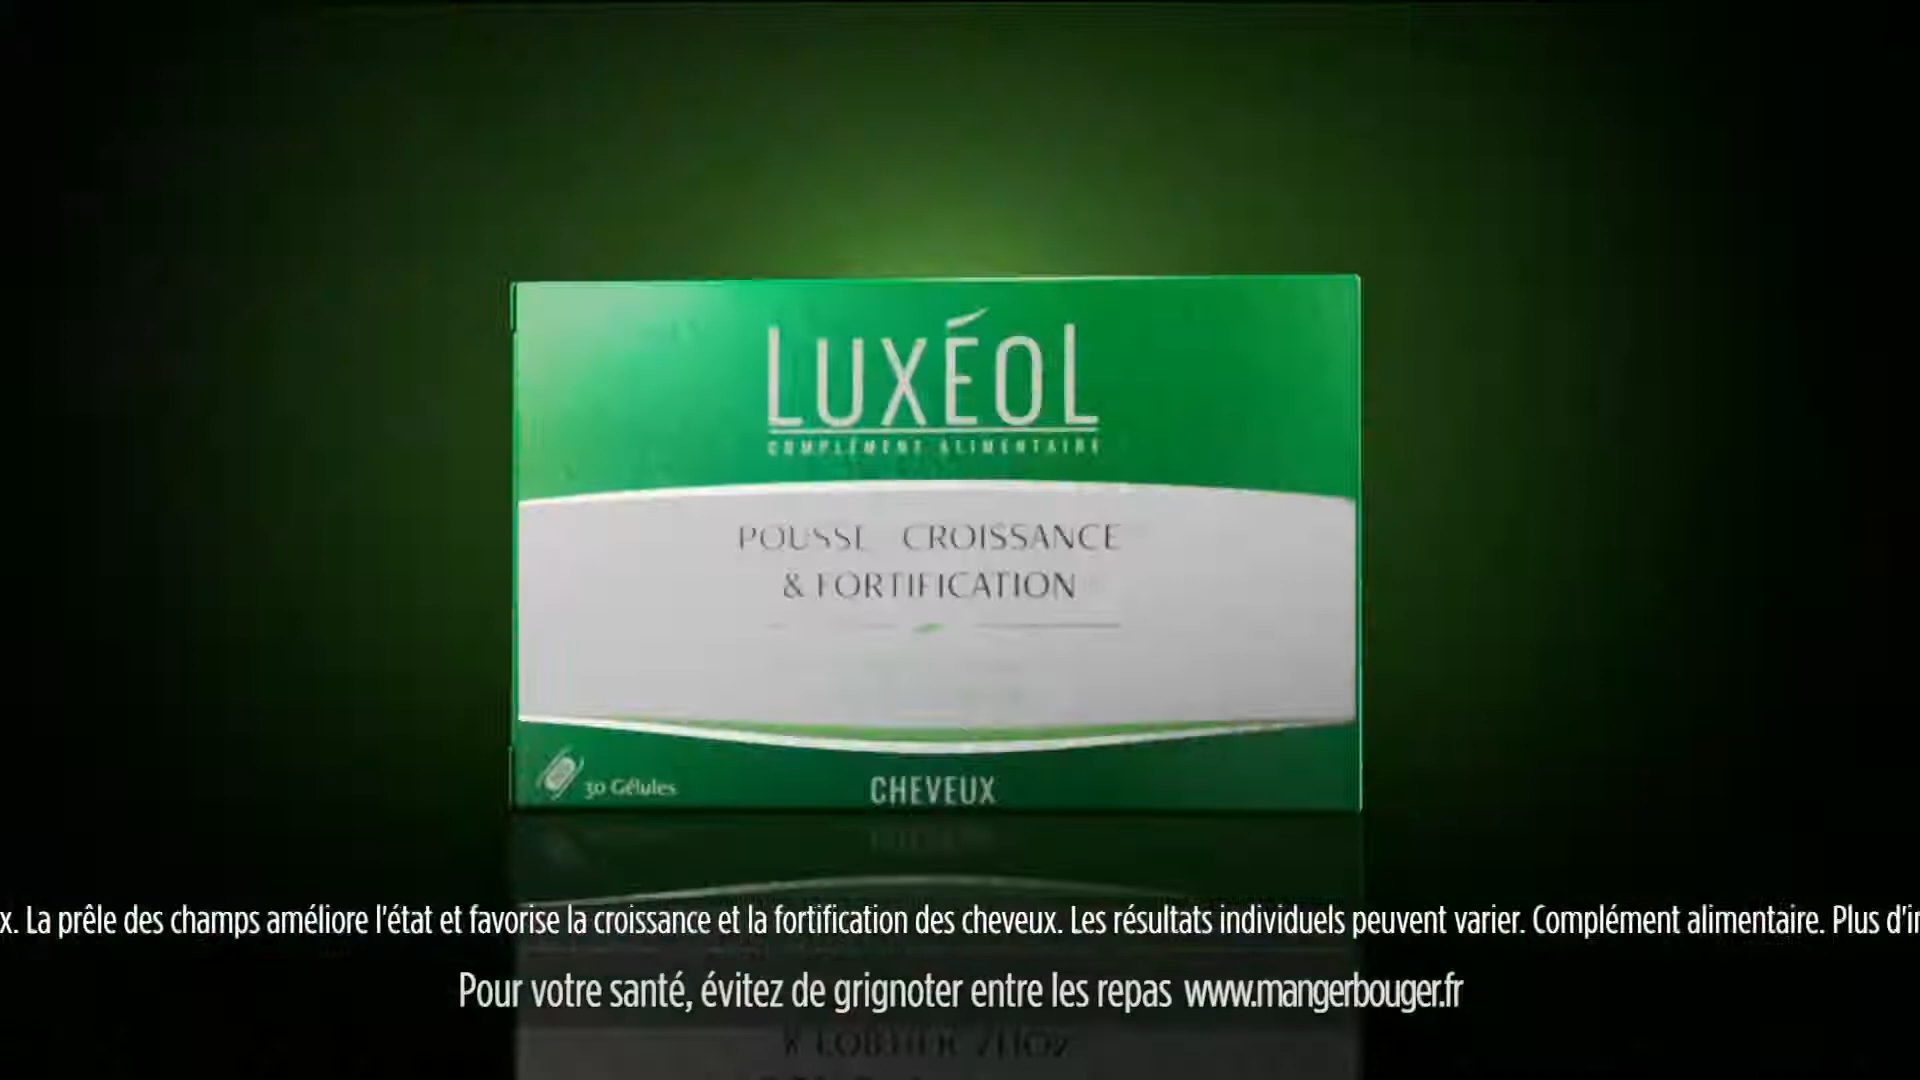 LUXÉOL
COMPLÉMENT ALIMENTAIRE
POUSSE CROISSANCE
& FORTIFICATION
30 Gélules
CHEVEUX
x. La prêle des champs améliore l'état et favorise la croissance et la fortification des cheveux. Les résultats individuels peuvent varier. Complément alimentaire. Plus d'in
Pour votre santé, évitez de grignoter entre les repas www.mangerbouger.fr